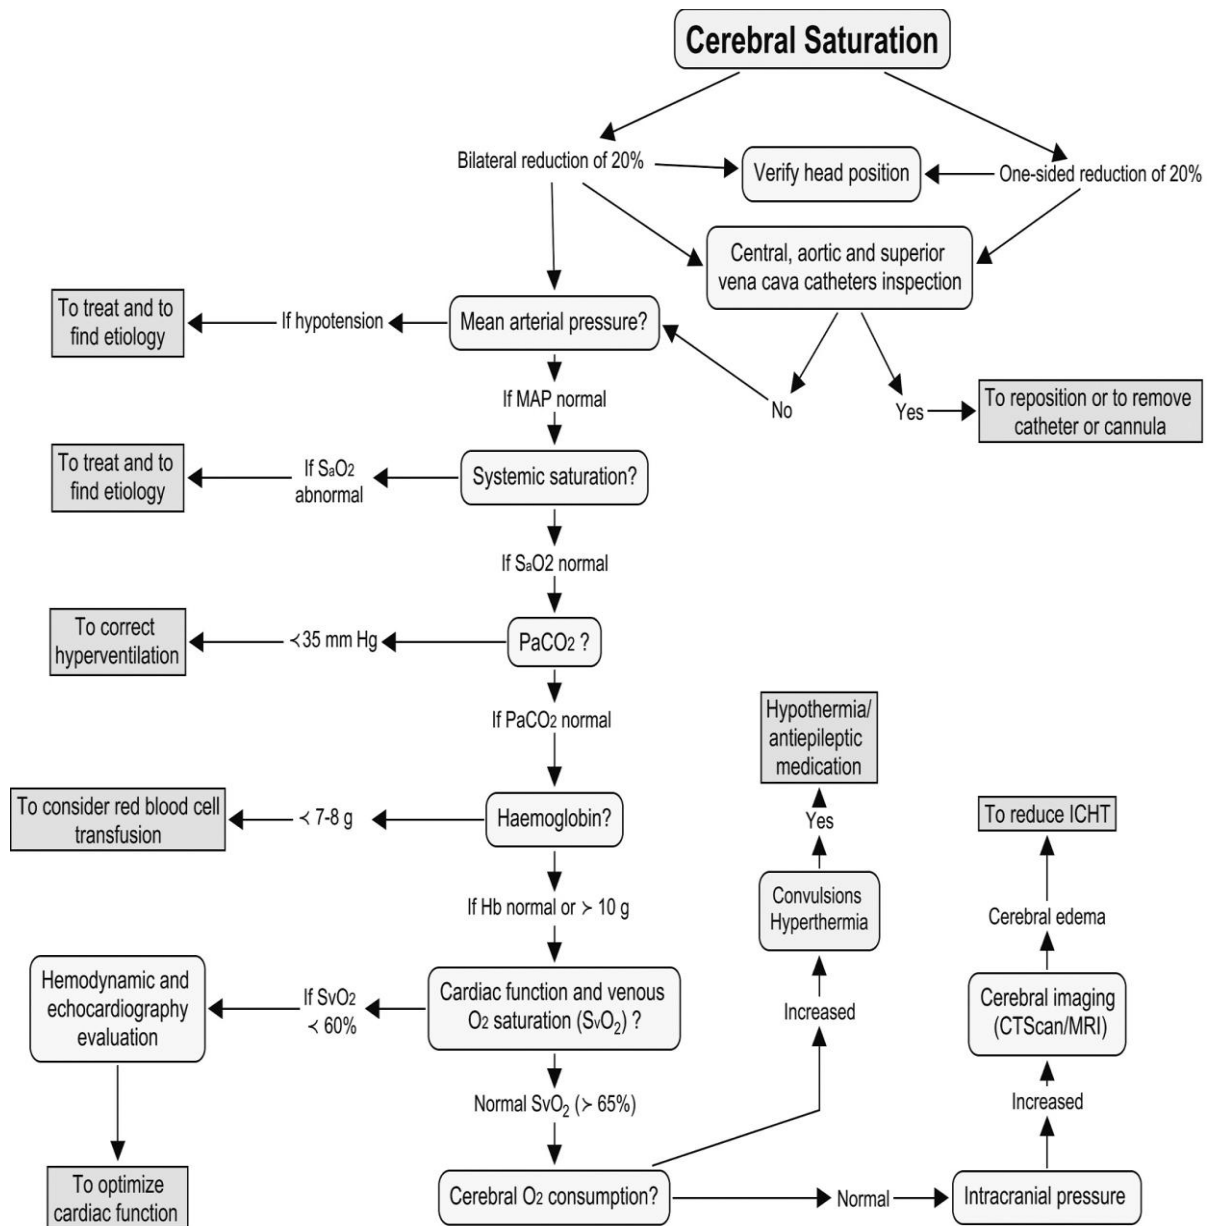 Cerebral Saturation
Bilateral reduction of 20%
Verify head position
One-sided reduction of 20%
Central, aortic and superior
vena cava catheters inspection
To treat and to
find etiology
If hypotension
Mean arterial pressure?
If MAP normal
No
Yes
To reposition or to remove
catheter or cannula
To treat and to
find etiology
If SaO2
abnormal
Systemic saturation?
If SaO2 normal
To correct
hyperventilation
<35 mm Hg
PaCO2 ?
If PaCO2 normal
Hypothermia/
antiepileptic
medication
To consider red blood cell
transfusion
< 7-8 g
Haemoglobin?
Yes
To reduce ICHT
If Hb normal or > 10 g
Convulsions
Hyperthermia
Cerebral edema
Hemodynamic and
echocardiography
evaluation
If SvO2
< 60%
Cardiac function and venous
O2 saturation (SvO2) ?
Increased
Cerebral imaging
(CTScan/MRI)
Normal SvO2 (> 65%)
Increased
To optimize
cardiac function
Cerebral O2 consumption?
Normal
Intracranial pressure